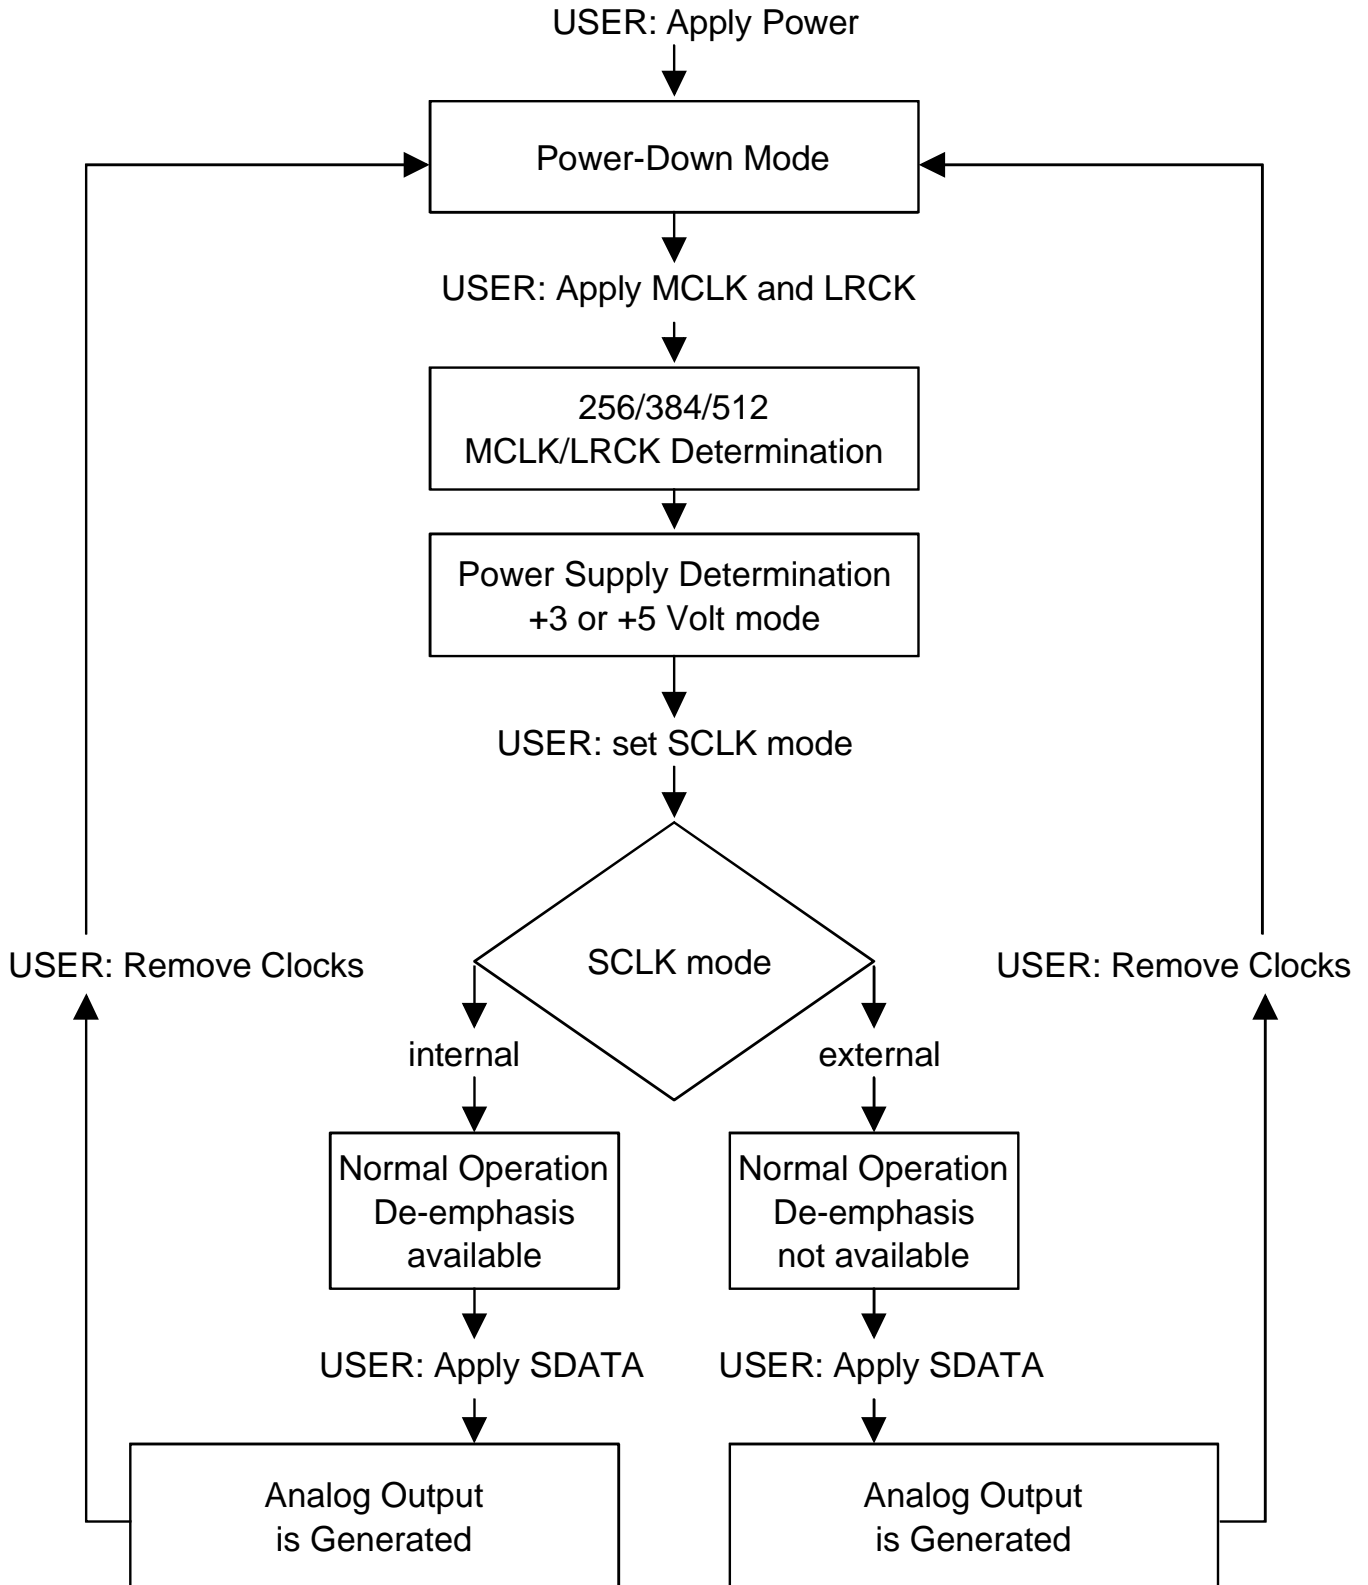 USER: Apply Power
Power-Down Mode
USER: Apply MCLK and LRCK
256/384/512
MCLK/LRCK Determination
Power Supply Determination
+3 or +5 Volt mode
USER: set SCLK mode
SCLK mode
USER: Remove Clocks
USER: Remove Clocks
internal
external
Normal Operation
De-emphasis
available
Normal Operation
De-emphasis
not available
USER: Apply SDATA
USER: Apply SDATA
Analog Output
is Generated
Analog Output
is Generated